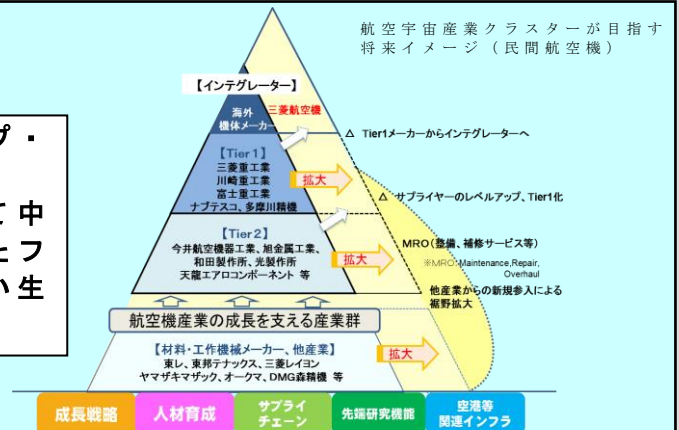 航空宇宙産業クラスターが目指す
将来イメージ（民間航空機）
プ・
て中
とフ
い生
【インテグレーター】
海外
機体メーカー
三菱航空機
△ Tier1メーカーからインテグレーターへ
【Tier1】
三菱重工業
川崎重工業
富士重工業
ナブテスコ、多摩川精機
拡大
△ サプライヤーのレベルアップ、Tier1化
【Tier2】
今井航空機器工業、旭金属工業、
和田製作所、光製作所
天龍エアロコンポーネント 等
拡大
MRO（整備、補修サービス等）
※MRO:Maintenance,Repair,
Overhaul
他産業からの新規参入による
裾野拡大
航空機産業の成長を支える産業群
【材料・工作機械メーカー、他産業】
東レ、東邦テナックス、三菱レイヨン
ヤマザキマザック、オークマ、DMG森精機 等
拡大
成長戦略
人材育成
サプライ
チェーン
先端研究機能
空港等
関連インフラ